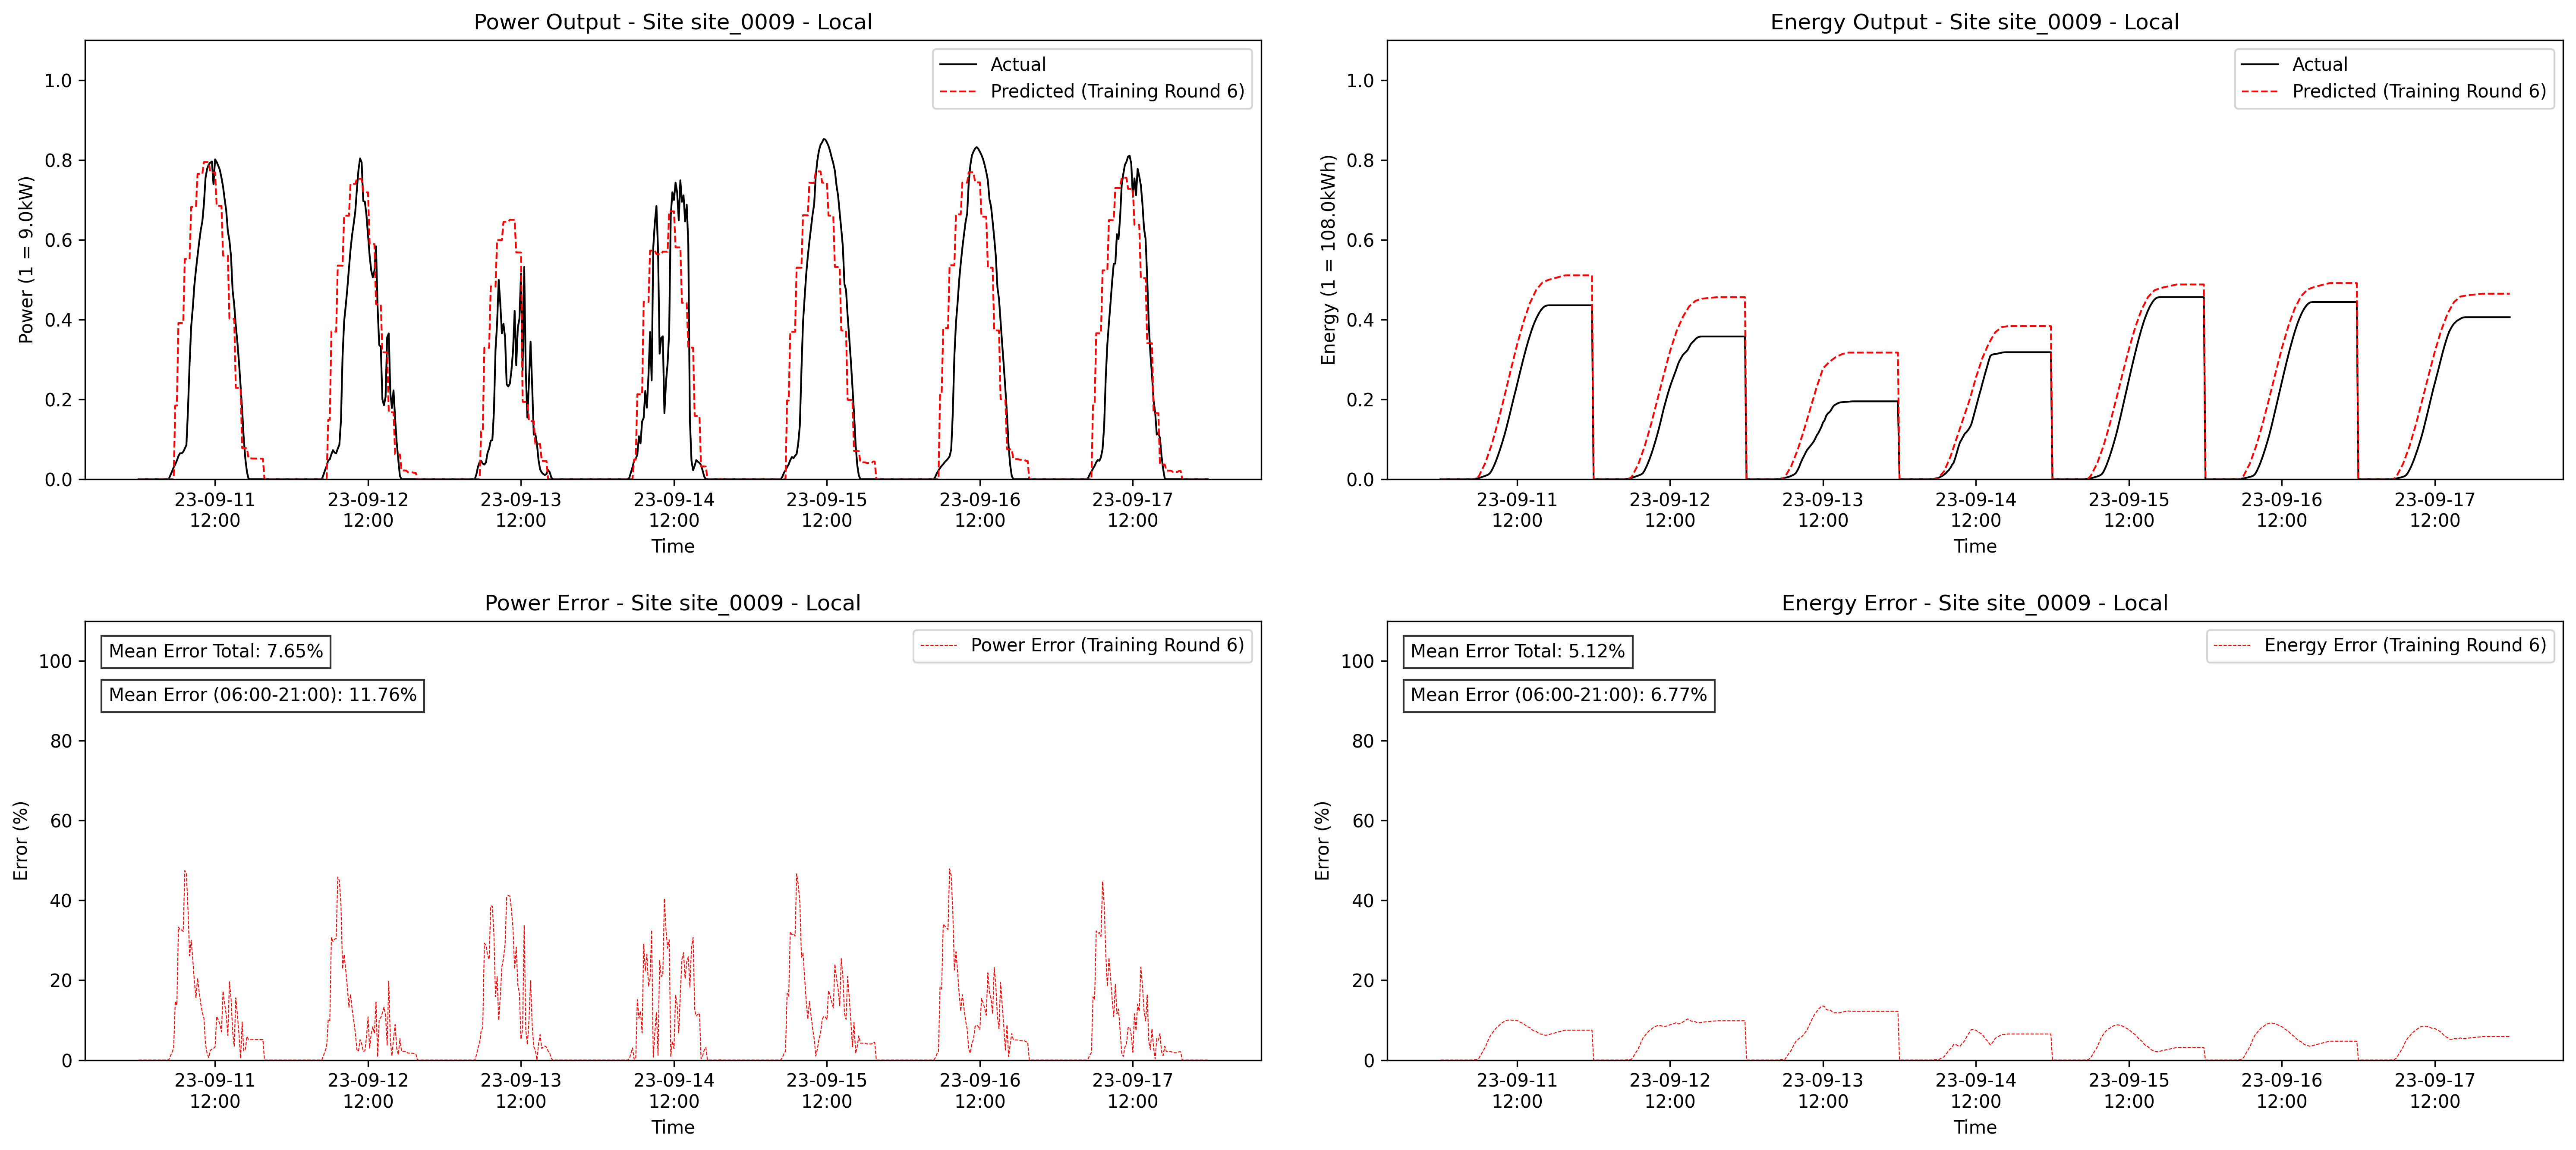 Power Output - Site site_0009 - Local
Power (1 = 9.0kW)
1.0
0.8
0.6
0.4
0.2
0.0
Actual
Predicted (Training Round 6)
23-09-11 23-09-12 23-09-13 23-09-14 23-09-15 23-09-16 23-09-17
12:00 12:00 12:00 12:00 12:00 12:00 12:00
Time
Energy Output - Site site_0009 - Local
Energy (1 = 108.0kWh)
1.0
0.8
0.6
0.4
0.2
0.0
Actual
Predicted (Training Round 6)
23-09-11 23-09-12 23-09-13 23-09-14 23-09-15 23-09-16 23-09-17
12:00 12:00 12:00 12:00 12:00 12:00 12:00
Time
Power Error - Site site_0009 - Local
Error (%)
100
80
60
40
20
0
Mean Error Total: 7.65%
Mean Error (06:00-21:00): 11.76%
Power Error (Training Round 6)
23-09-11 23-09-12 23-09-13 23-09-14 23-09-15 23-09-16 23-09-17
12:00 12:00 12:00 12:00 12:00 12:00 12:00
Time
Energy Error - Site site_0009 - Local
Error (%)
100
80
60
40
20
0
Mean Error Total: 5.12%
Mean Error (06:00-21:00): 6.77%
Energy Error (Training Round 6)
23-09-11 23-09-12 23-09-13 23-09-14 23-09-15 23-09-16 23-09-17
12:00 12:00 12:00 12:00 12:00 12:00 12:00
Time